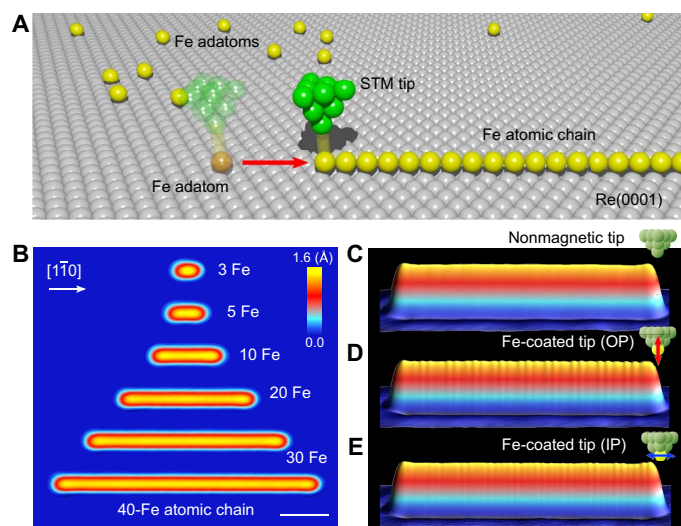 A
Fe adatoms
STM tip
Fe atomic chain
Fe adatom
Re(0001)
B
[11̅0]
1.6 (Å)
0.0
3 Fe
5 Fe
10 Fe
20 Fe
30 Fe
40-Fe atomic chain
Nonmagnetic tip
C
Fe-coated tip (OP)
D
Fe-coated tip (IP)
E